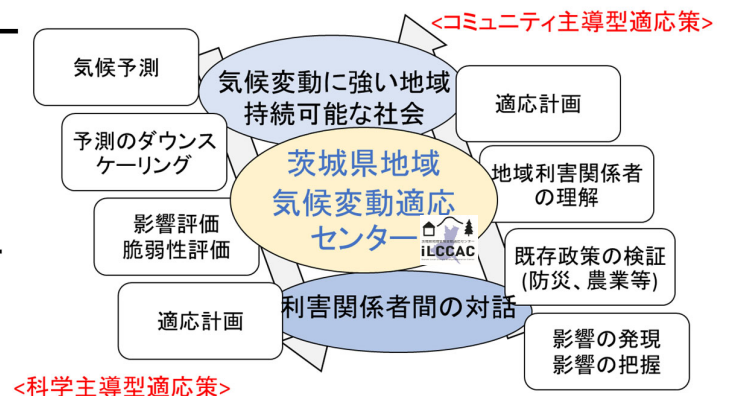 <コミュニティ主導型適応策>
気候予測
予測のダウンス
ケーリング
影響評価
脆弱性評価
適応計画
<科学主導型適応策>
気候変動に強い地域
持続可能な社会
茨城県地域
気候変動適応
センター
iLCCAC
利害関係者間の対話
適応計画
地域利害関係者
の理解
既存政策の検証
(防災、農業等)
影響の発現
影響の把握